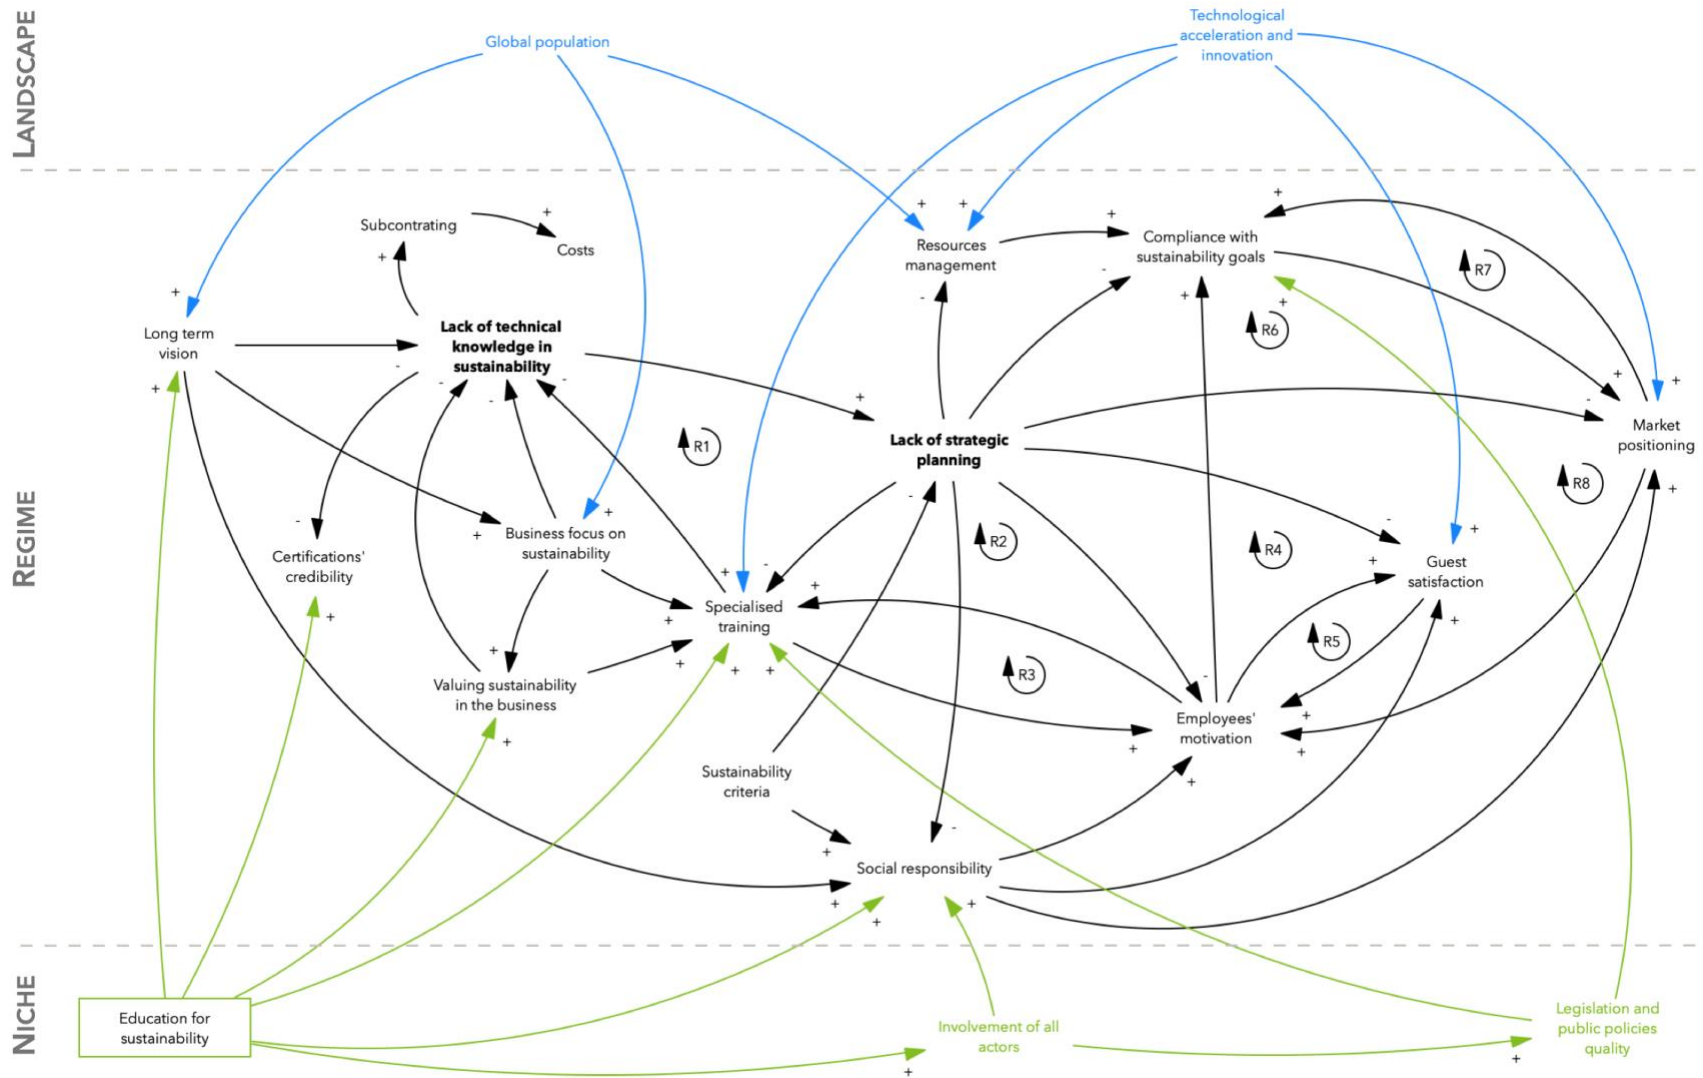 LANDSCAPE
Global population
Technological
acceleration and
innovation
REGIME
Subcontrating
+
Costs
+
+
Long term
vision
+
Lack of technical
knowledge in
sustainability
-
-
-
-
+
+
Resources
management
-
+
Compliance with
sustainability goals
+
-
+
+
R7
R6
R1
+
Lack of strategic
planning
-
+
-
+
Market
positioning
+
R8
-
Certifications'
credibility
+
+
Business focus on
sustainability
+
R2
R4
-
+
+
Guest
satisfaction
+
+
-
+
Specialised
training
+
+
+
+
R5
R3
+
Valuing sustainability
in the business
+
-
Employees'
motivation
+
+
+
+
Sustainability
criteria
+
-
Social responsibility
+
+
+
NICHE
Education for
sustainability
Involvement of all
actors
+
Legislation and
public policies
quality
+